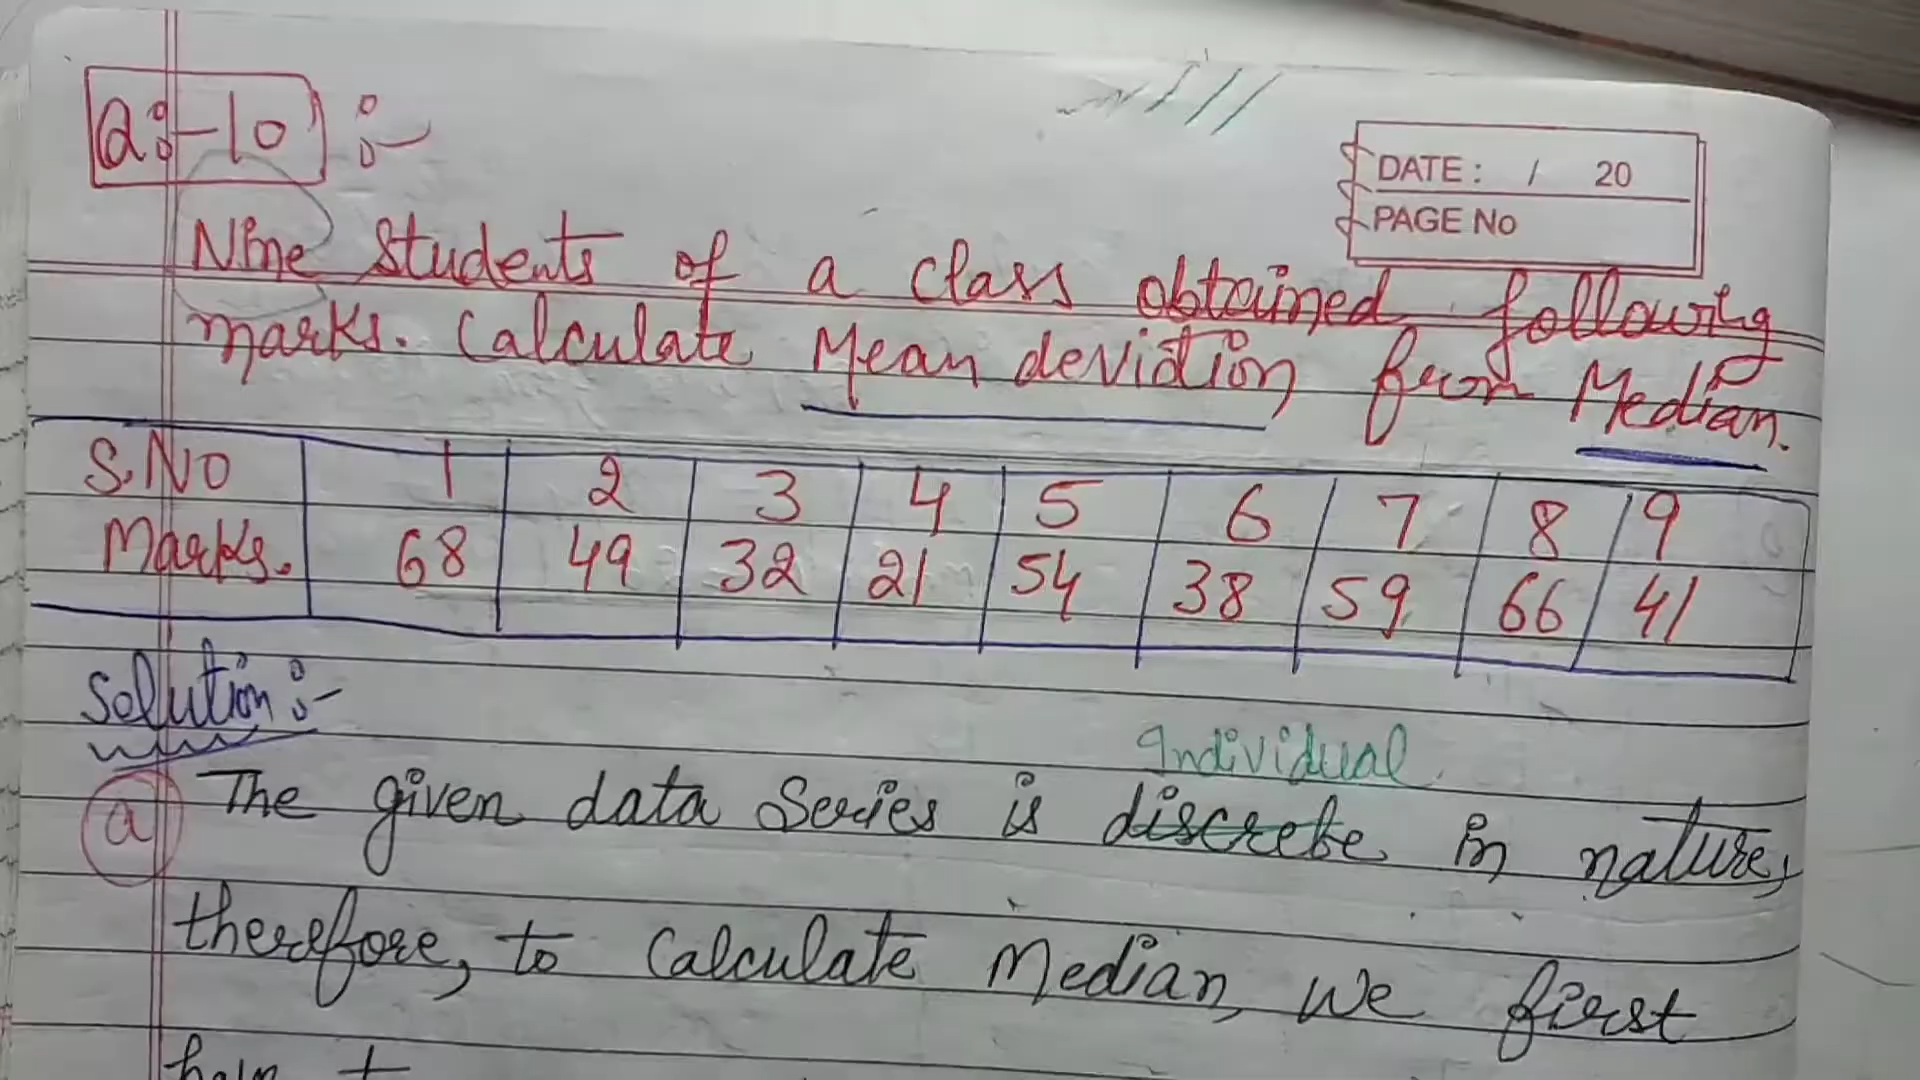 Q:-10 :-
DATE: / 20
PAGE No
Nine students of a class obtained following
marks. Calculate Mean deviation from Median.
S.No 1 2 3 4 5 6 7 8 9
Marks. 68 49 32 21 54 38 59 66 41
Solution:-
Individual
(a) The given data Series is discrete in nature,
therefore, to Calculate Median, we first